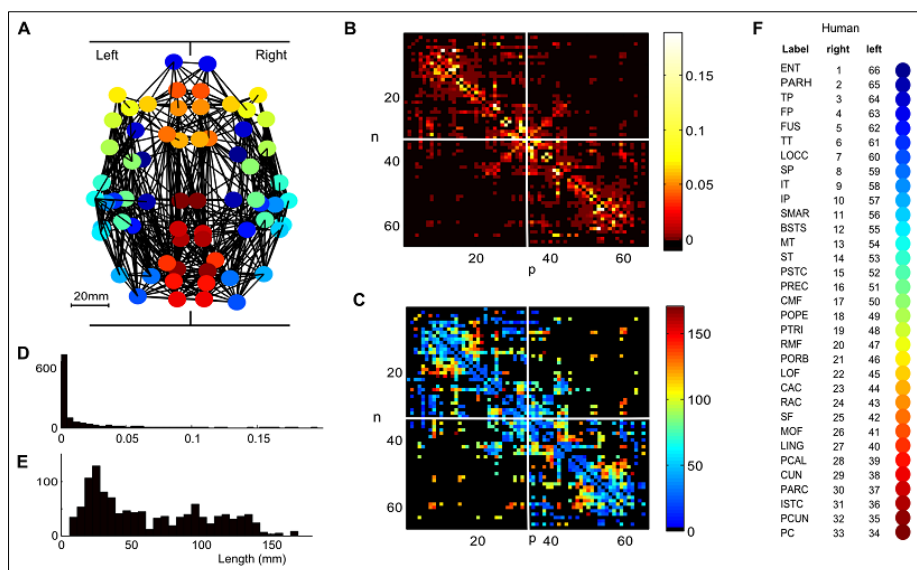 A
Left
Right
20mm
B
20
n
40
60
20
40
60
p
0.15
0.1
0.05
0
C
20
n
40
60
20
40
60
p
150
100
50
0
D
600
0
0
0.05
0.1
0.15
E
100
0
0
50
100
150
Length (mm)
F
Human
Label right left
ENT 1 66
PARH 2 65
TP 3 64
FP 4 63
FUS 5 62
TT 6 61
LOCC 7 60
SP 8 59
IT 9 58
IP 10 57
SMAR 11 56
BSTS 12 55
MT 13 54
ST 14 53
PSTC 15 52
PREC 16 51
CMF 17 50
POPE 18 49
PTRI 19 48
RMF 20 47
PORB 21 46
LOF 22 45
CAC 23 44
RAC 24 43
SF 25 42
MOF 26 41
LING 27 40
PCAL 28 39
CUN 29 38
PARC 30 37
ISTC 31 36
PCUN 32 35
PC 33 34